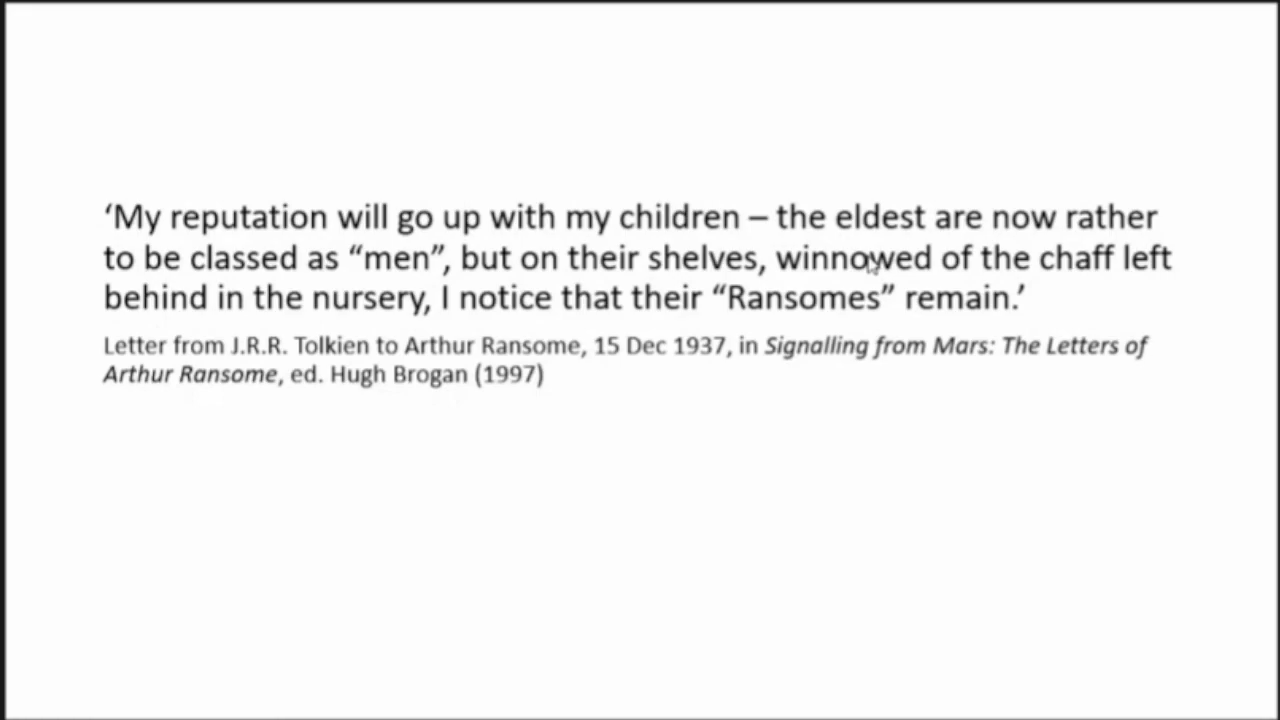 ‘My reputation will go up with my children – the eldest are now rather
to be classed as “men”, but on their shelves, winnowed of the chaff left
behind in the nursery, I notice that their “Ransomes” remain.’
Letter from J.R.R. Tolkien to Arthur Ransome, 15 Dec 1937, in Signalling from Mars: The Letters of
Arthur Ransome, ed. Hugh Brogan (1997)